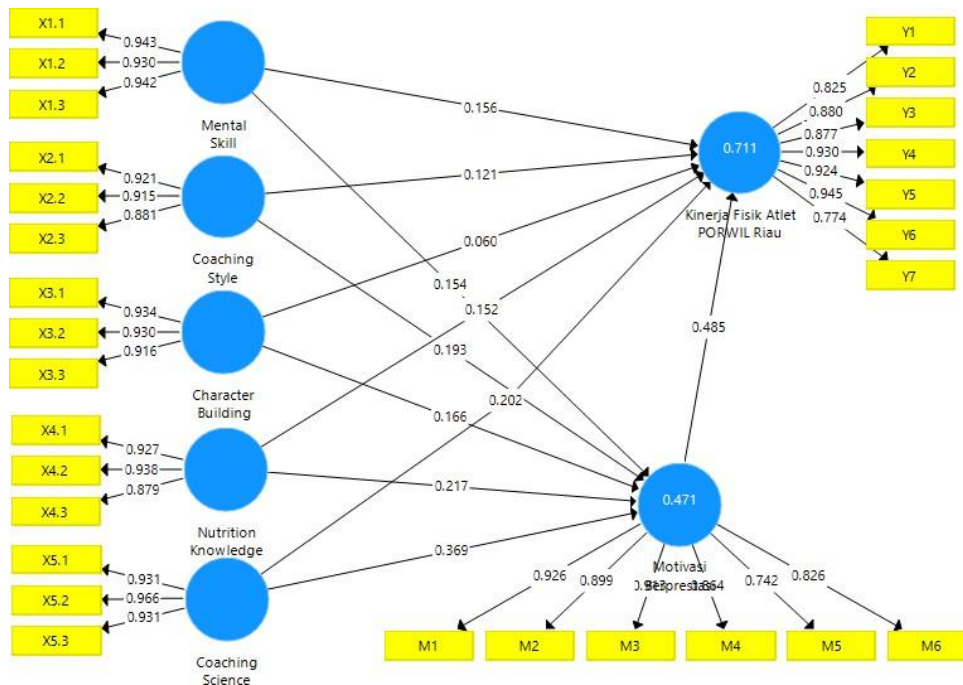 X1.1
0.943
X1.2
0.930
X1.3
0.942
Mental
Skill
X2.1
0.921
X2.2
0.915
X2.3
0.881
Coaching
Style
X3.1
0.934
X3.2
0.930
X3.3
0.916
Character
Building
X4.1
0.927
X4.2
0.938
X4.3
0.879
Nutrition
Knowledge
X5.1
0.931
X5.2
0.966
X5.3
0.931
Coaching
Science
0.156
0.121
0.060
0.154
0.152
0.193
0.202
0.166
0.217
0.369
0.485
0.711
Kinerja Fisik Atlet
PORWIL Riau
Y1
0.825
Y2
0.880
Y3
0.877
Y4
0.930
Y5
0.924
Y6
0.945
Y7
0.774
0.471
Motivasi
Berprestasi
0.926
0.899
0.913
0.864
0.742
0.826
M1
M2
M3
M4
M5
M6